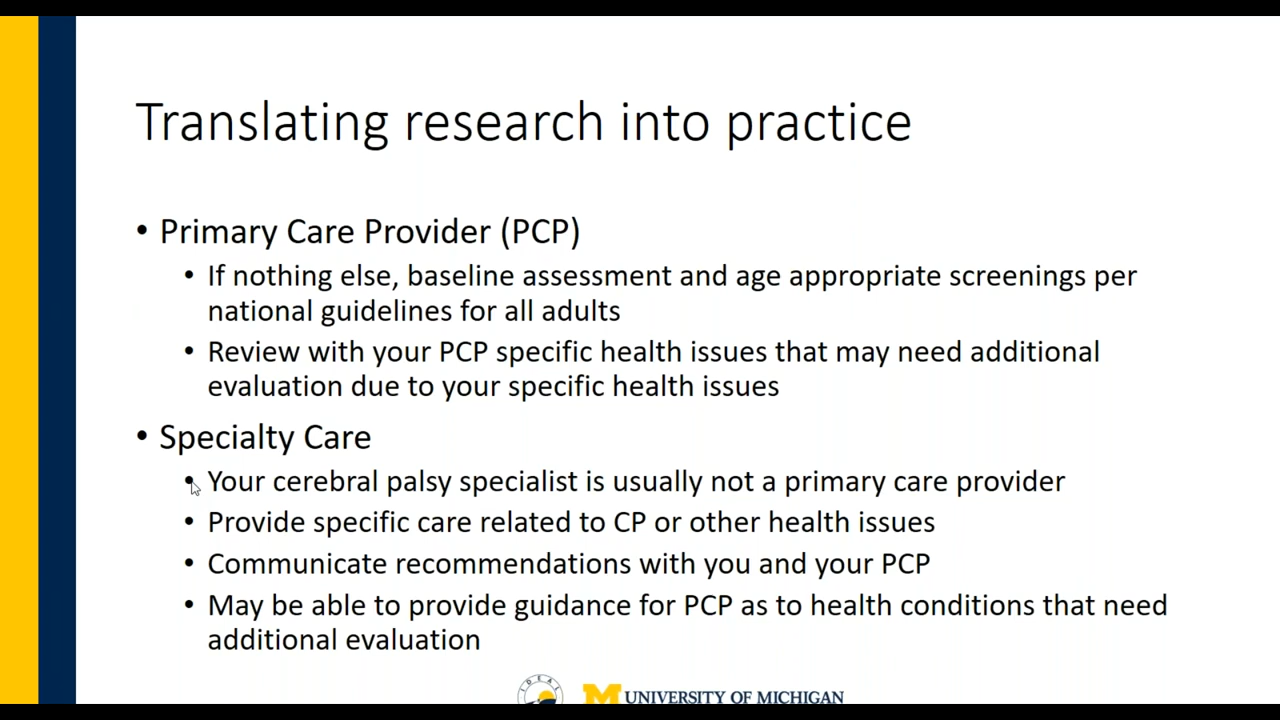 Translating research into practice
• Primary Care Provider (PCP)
• If nothing else, baseline assessment and age appropriate screenings per
national guidelines for all adults
• Review with your PCP specific health issues that may need additional
evaluation due to your specific health issues
• Specialty Care
• Your cerebral palsy specialist is usually not a primary care provider
• Provide specific care related to CP or other health issues
• Communicate recommendations with you and your PCP
• May be able to provide guidance for PCP as to health conditions that need
additional evaluation
IDEAL
M UNIVERSITY OF MICHIGAN